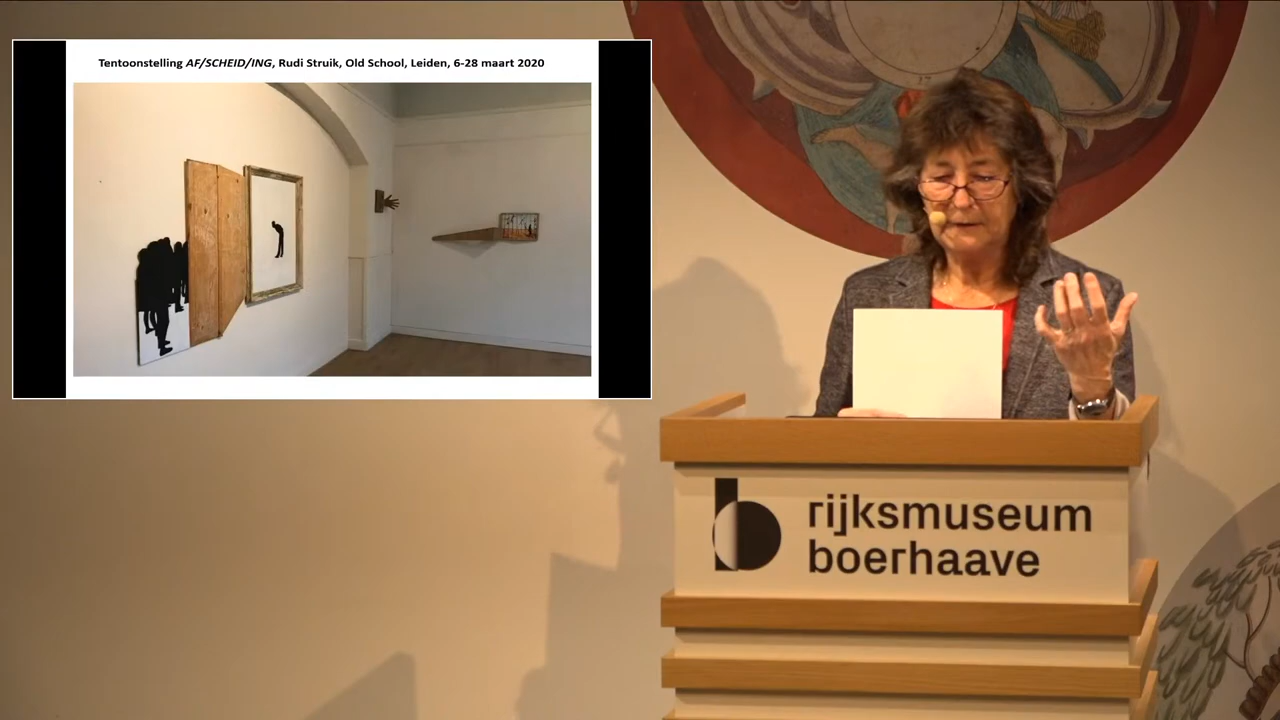 Tentoonstelling AF/SCHEID/ING, Rudi Struik, Old School, Leiden, 6-28 maart 2020
rijksmuseum
boerhaave